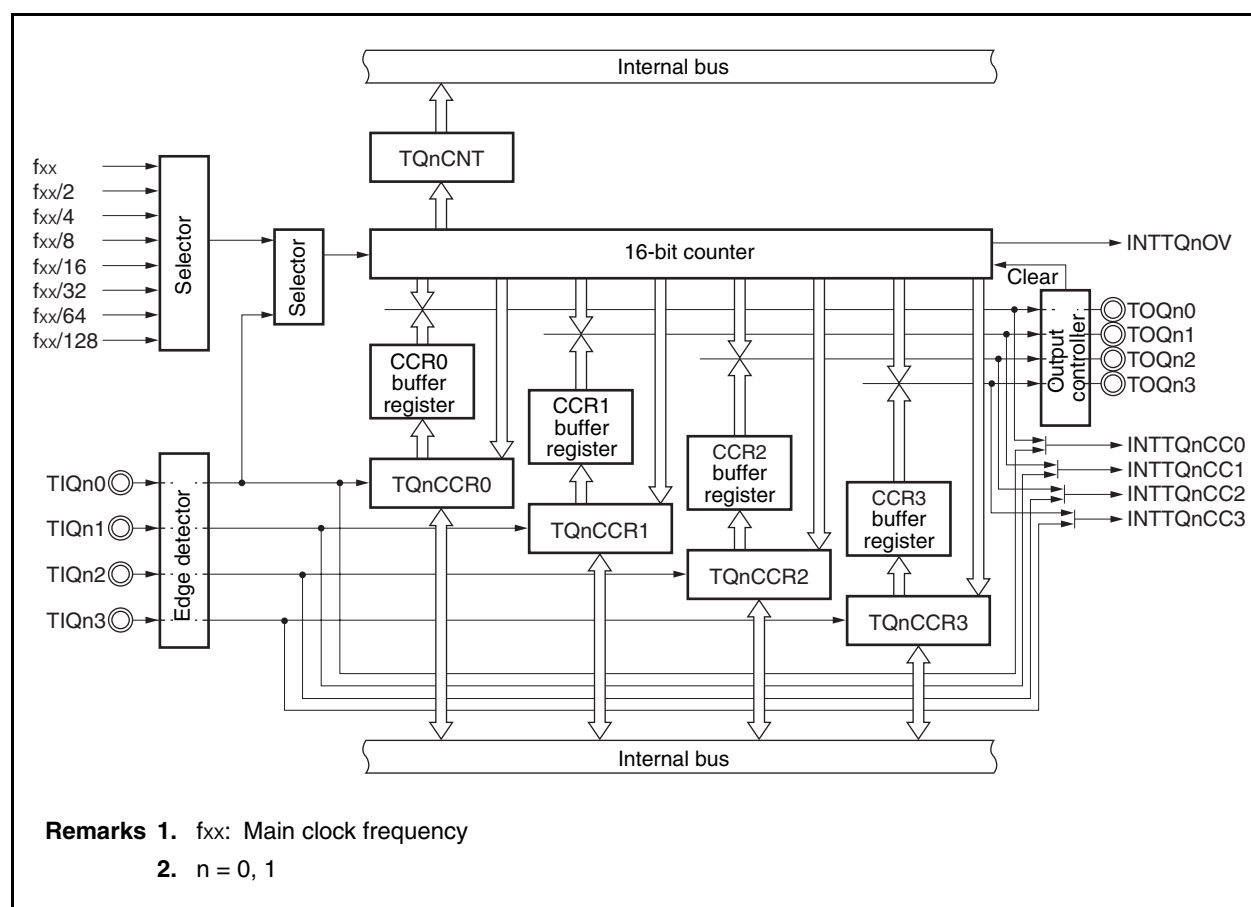 Internal bus
TQnCNT
fxx
fxx/2
fxx/4
fxx/8
fxx/16
fxx/32
fxx/64
fxx/128
Selector
Selector
16-bit counter
INTTQnOV
Clear
Output
controller
TOQn0
TOQn1
TOQn2
TOQn3
CCR0
buffer
register
CCR1
buffer
register
CCR2
buffer
register
CCR3
buffer
register
INTTQnCC0
INTTQnCC1
INTTQnCC2
INTTQnCC3
TIQn0
TIQn1
TIQn2
TIQn3
Edge detector
TQnCCR0
TQnCCR1
TQnCCR2
TQnCCR3
Internal bus
Remarks 1. fxx: Main clock frequency
2. n = 0, 1